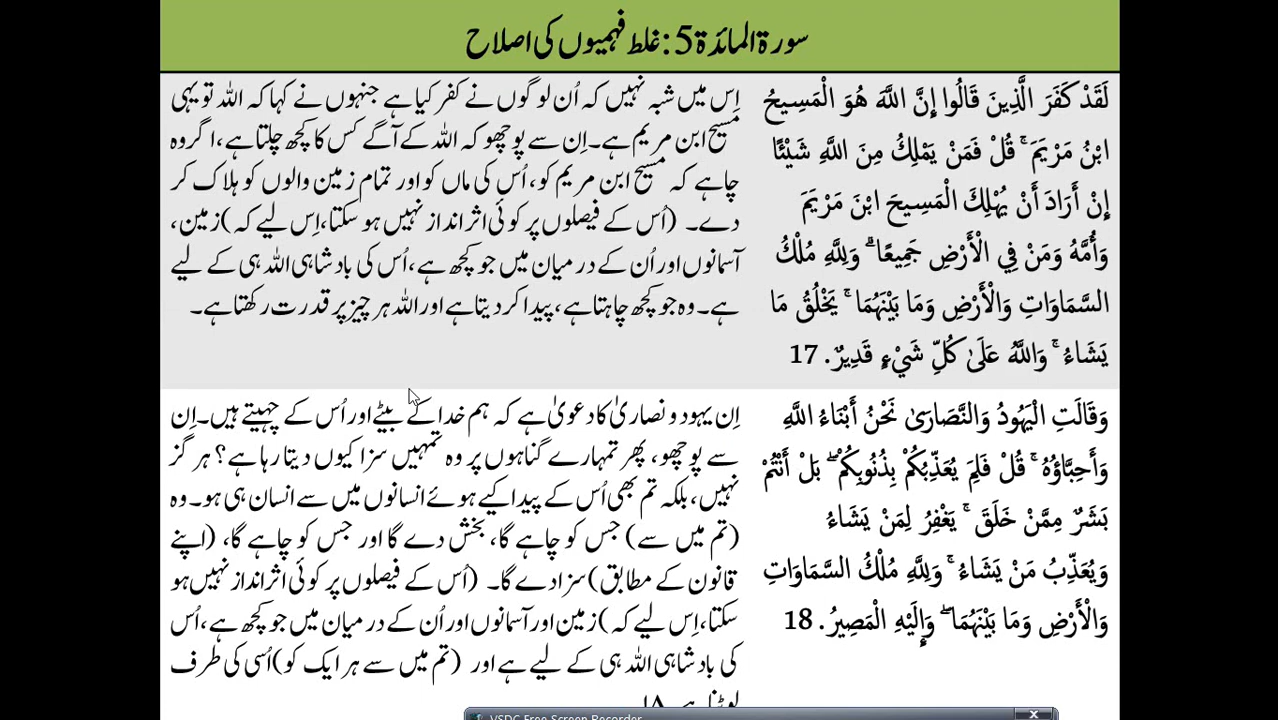 سورۃ المائدۃ 5: غلط فہمیوں کی اصلاح
لَقَدْ كَفَرَ الَّذِينَ قَالُوا إِنَّ اللَّهَ هُوَ الْمَسِيحُ
ابْنُ مَرْيَمَ ۚ قُلْ فَمَنْ يَمْلِكُ مِنَ اللَّهِ شَيْئًا
إِنْ أَرَادَ أَنْ يُهْلِكَ الْمَسِيحَ ابْنَ مَرْيَمَ
وَأُمَّهُ وَمَنْ فِي الْأَرْضِ جَمِيعًا ۗ وَلِلَّهِ مُلْكُ
السَّمَاوَاتِ وَالْأَرْضِ وَمَا بَيْنَهُمَا ۚ يَخْلُقُ مَا
يَشَاءُ ۚ وَاللَّهُ عَلَىٰ كُلِّ شَيْءٍ قَدِيرٌ. 17
اِس میں شبہ نہیں کہ اُن لوگوں نے کفر کیا ہے جنہوں نے کہا کہ اللہ تو یہی
مسیح ابن مریم ہے۔ اِن سے پوچھو کہ اللہ کے آگے کس کا کچھ چلتا ہے، اگر وہ
چاہے کہ مسیح ابن مریم کو، اُس کی ماں کو اور تمام زمین والوں کو ہلاک کر
دے۔ (اُس کے فیصلوں پر کوئی اثر انداز نہیں ہو سکتا، اِس لیے کہ) زمین،
آسمانوں اور اُن کے درمیان میں جو کچھ ہے، اُس کی بادشاہی اللہ ہی کے لیے
ہے۔ وہ جو کچھ چاہتا ہے، پیدا کر دیتا ہے اور اللہ ہر چیز پر قدرت رکھتا ہے۔
وَقَالَتِ الْيَهُودُ وَالنَّصَارَىٰ نَحْنُ أَبْنَاءُ اللَّهِ
وَأَحِبَّاؤُهُ ۚ قُلْ فَلِمَ يُعَذِّبُكُمْ بِذُنُوبِكُمْ ۖ بَلْ أَنْتُمْ
بَشَرٌ مِمَّنْ خَلَقَ ۚ يَغْفِرُ لِمَنْ يَشَاءُ
وَيُعَذِّبُ مَنْ يَشَاءُ ۚ وَلِلَّهِ مُلْكُ السَّمَاوَاتِ
وَالْأَرْضِ وَمَا بَيْنَهُمَا ۖ وَإِلَيْهِ الْمَصِيرُ. 18
اِن یہود و نصاریٰ کا دعویٰ ہے کہ ہم خدا کے بیٹے اور اُس کے چہیتے ہیں۔ اِن
سے پوچھو، پھر تمہارے گناہوں پر وہ تمہیں سزا کیوں دیتا رہا ہے؟ ہر گز
نہیں، بلکہ تم بھی اُس کے پیدا کیے ہوئے انسانوں میں سے انسان ہی ہو۔ وہ
(تم میں سے) جس کو چاہے گا، بخش دے گا اور جس کو چاہے گا، (اپنے
قانون کے مطابق) سزا دے گا۔ (اُس کے فیصلوں پر کوئی اثر انداز نہیں ہو
سکتا، اِس لیے کہ) زمین اور آسمانوں اور اُن کے درمیان میں جو کچھ ہے، اُس
کی بادشاہی اللہ ہی کے لیے ہے اور (تم میں سے ہر ایک کو) اُسی کی طرف
VSDC Free Screen Recorder